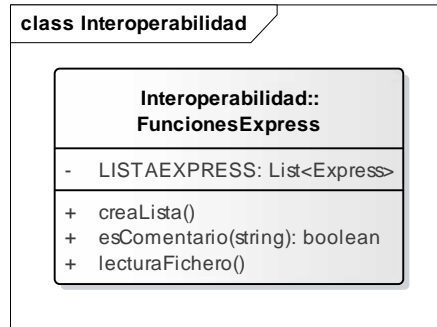 class Interoperabilidad
Interoperabilidad::
FuncionesExpress
- LISTAEXPRESS: List<Express>
+ creaLista()
+ esComentario(string): boolean
+ lecturaFichero()